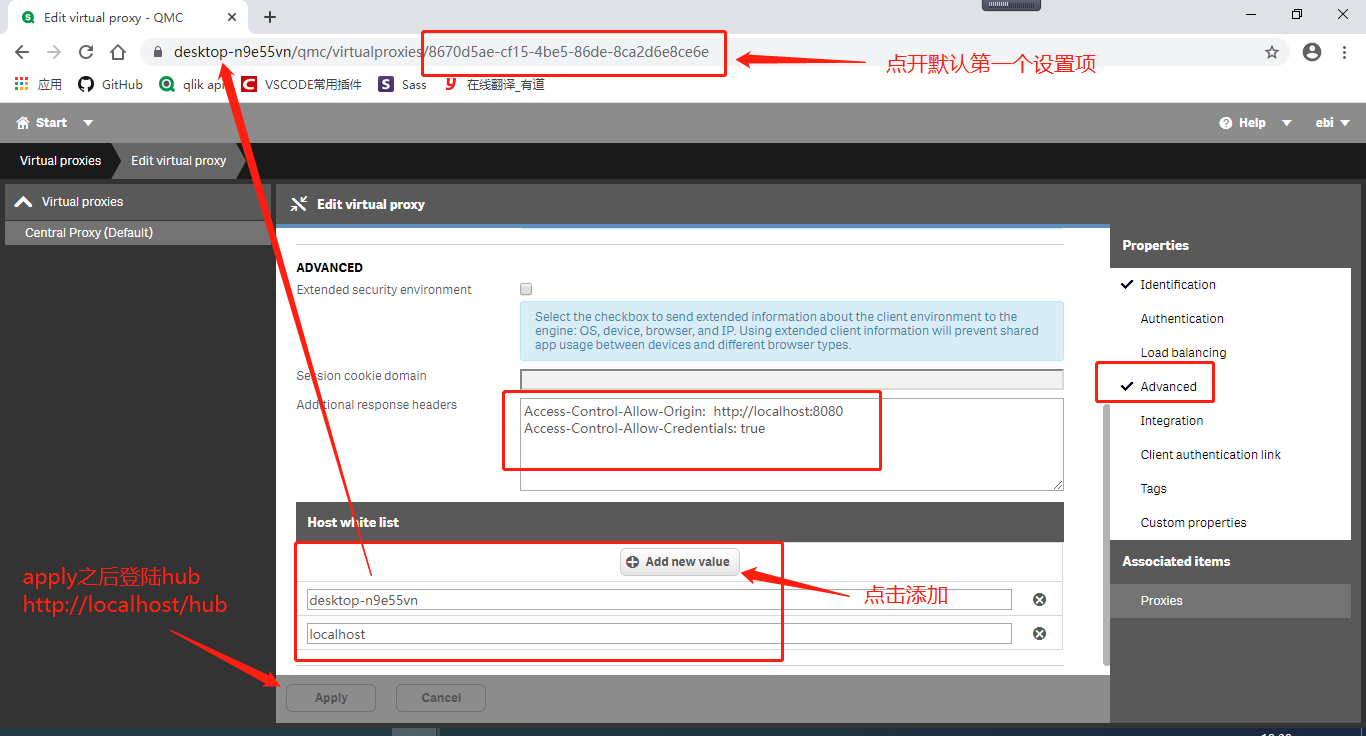 Edit virtual proxy - QMC
desktop-n9e55vn/qmc/virtualproxies/8670d5ae-cf15-4be5-86de-8ca2d6e8ce6e
点开默认第一个设置项
应用
GitHub
qlik api
VSCODE常用插件
Sass
在线翻译_有道
Start
Help
ebi
Virtual proxies
Edit virtual proxy
Virtual proxies
Central Proxy (Default)
Edit virtual proxy
ADVANCED
Extended security environment
Select the checkbox to send extended information about the client environment to the
engine: OS, device, browser, and IP. Using extended client information will prevent shared
app usage between devices and different browser types.
Session cookie domain
Additional response headers
Access-Control-Allow-Origin:  http://localhost:8080
Access-Control-Allow-Credentials: true
Host white list
Add new value
点击添加
desktop-n9e55vn
localhost
apply之后登陆hub
http://localhost/hub
Apply
Cancel
Properties
Identification
Authentication
Load balancing
Advanced
Integration
Client authentication link
Tags
Custom properties
Associated items
Proxies